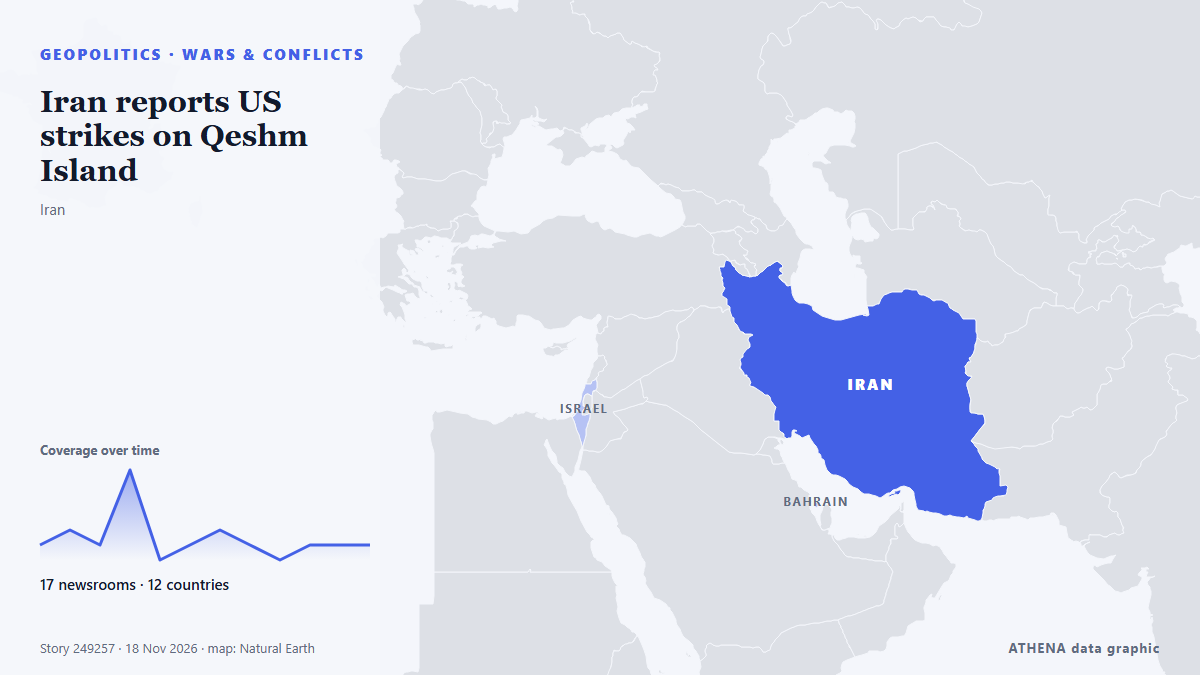 GEOPOLITICS · WARS & CONFLICTS
Iran reports US
strikes on Qeshm
Island
Iran
IRAN
ISRAEL
BAHRAIN
Coverage over time
17 newsrooms · 12 countries
Story 249257 · 18 Nov 2026 · map: Natural Earth
ATHENA data graphic